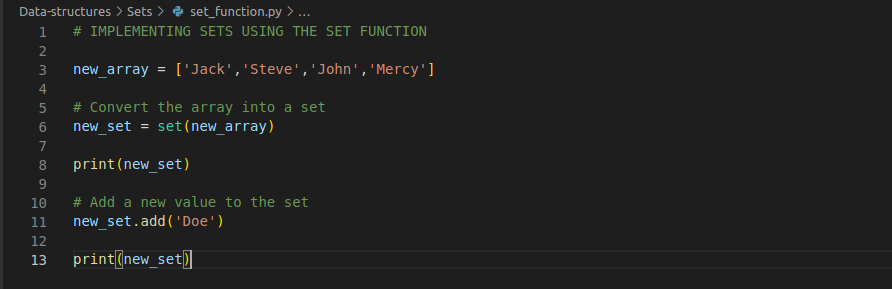 Data-structures > Sets > set_function.py > ...
1 # IMPLEMENTING SETS USING THE SET FUNCTION
2
3 new_array = ['Jack','Steve','John','Mercy']
4
5 # Convert the array into a set
6 new_set = set(new_array)
7
8 print(new_set)
9
10 # Add a new value to the set
11 new_set.add('Doe')
12
13 print(new_set)